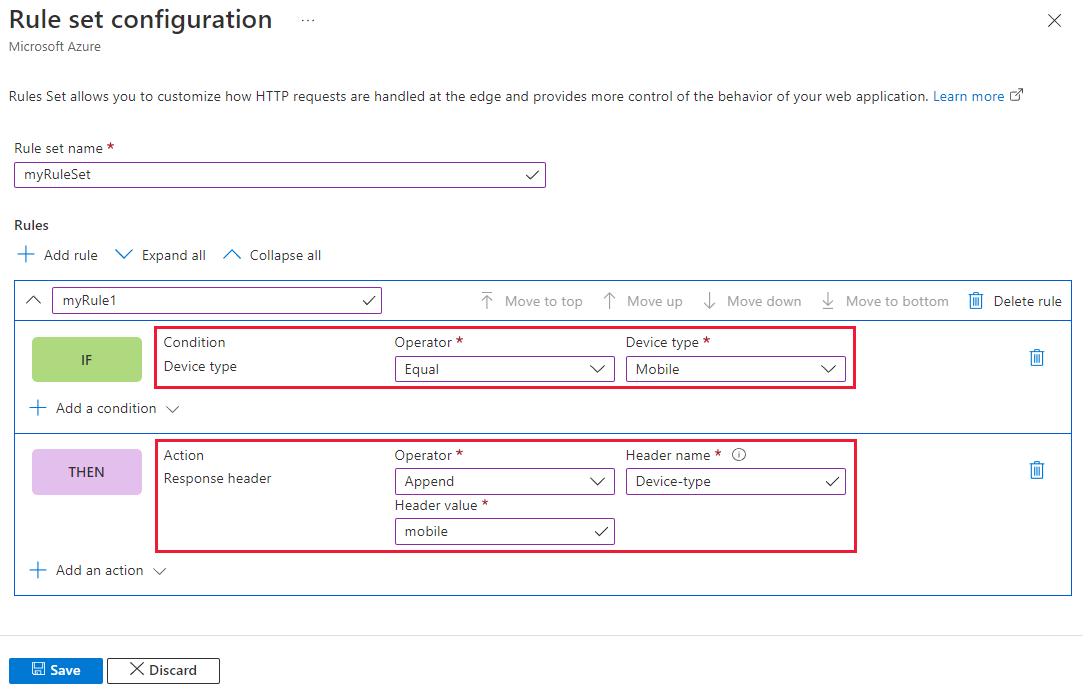 Rule set configuration ...
Microsoft Azure
Rules Set allows you to customize how HTTP requests are handled at the edge and provides more control of the behavior of your web application. Learn more
Rule set name *
myRuleSet
Rules
Add rule Expand all Collapse all
myRule1 Move to top Move up Move down Move to bottom Delete rule
IF
Condition Operator * Device type *
Device type Equal Mobile
Add a condition
THEN
Action Operator * Header name *
Response header Append Device-type
Header value *
mobile
Add an action
Save Discard